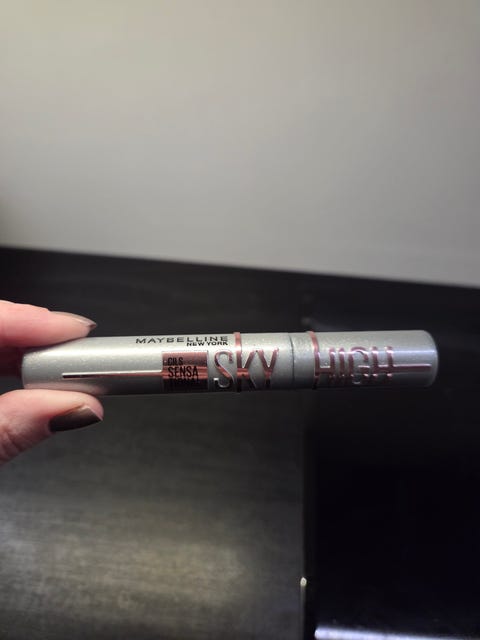 MAYBELLINE
NEW YORK
CILS
SENSA
SKY HIGH